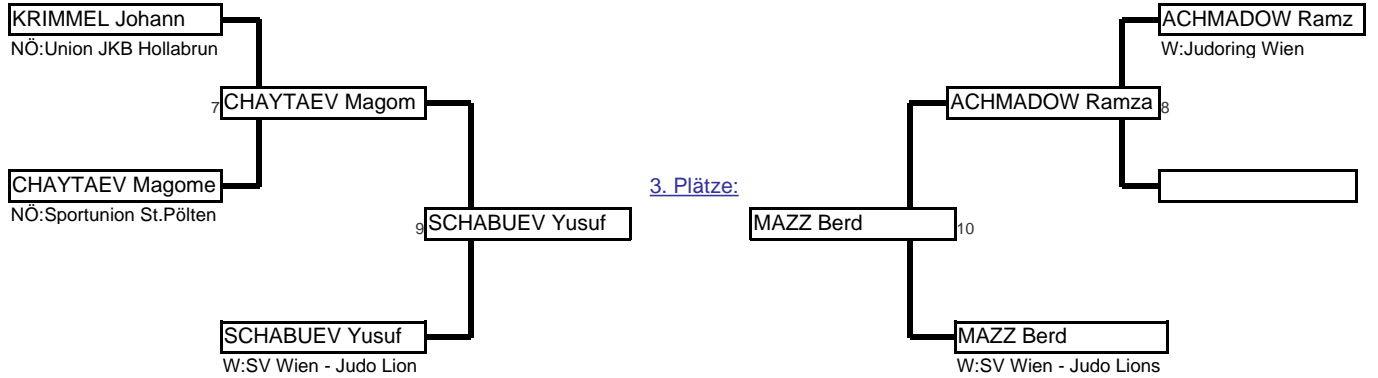 KRIMMEL Johann
NÖ:Union JKB Hollabrun
7 CHAYTAEV Magom
CHAYTAEV Magome
NÖ:Sportunion St.Pölten
9 SCHABUEV Yusuf
SCHABUEV Yusuf
W:SV Wien - Judo Lion
3. Plätze:
ACHMADOW Ramz
W:Judoring Wien
ACHMADOW Ramza 8
MAZZ Berd 10
MAZZ Berd
W:SV Wien - Judo Lions